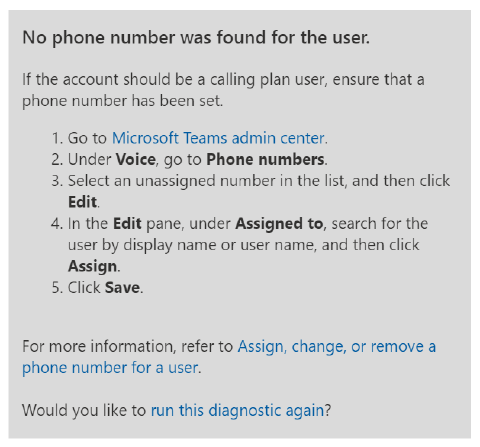 No phone number was found for the user.
If the account should be a calling plan user, ensure that a
phone number has been set.
1. Go to Microsoft Teams admin center.
2. Under Voice, go to Phone numbers.
3. Select an unassigned number in the list, and then click
Edit.
4. In the Edit pane, under Assigned to, search for the
user by display name or user name, and then click
Assign.
5. Click Save.
For more information, refer to Assign, change, or remove a
phone number for a user.
Would you like to run this diagnostic again?